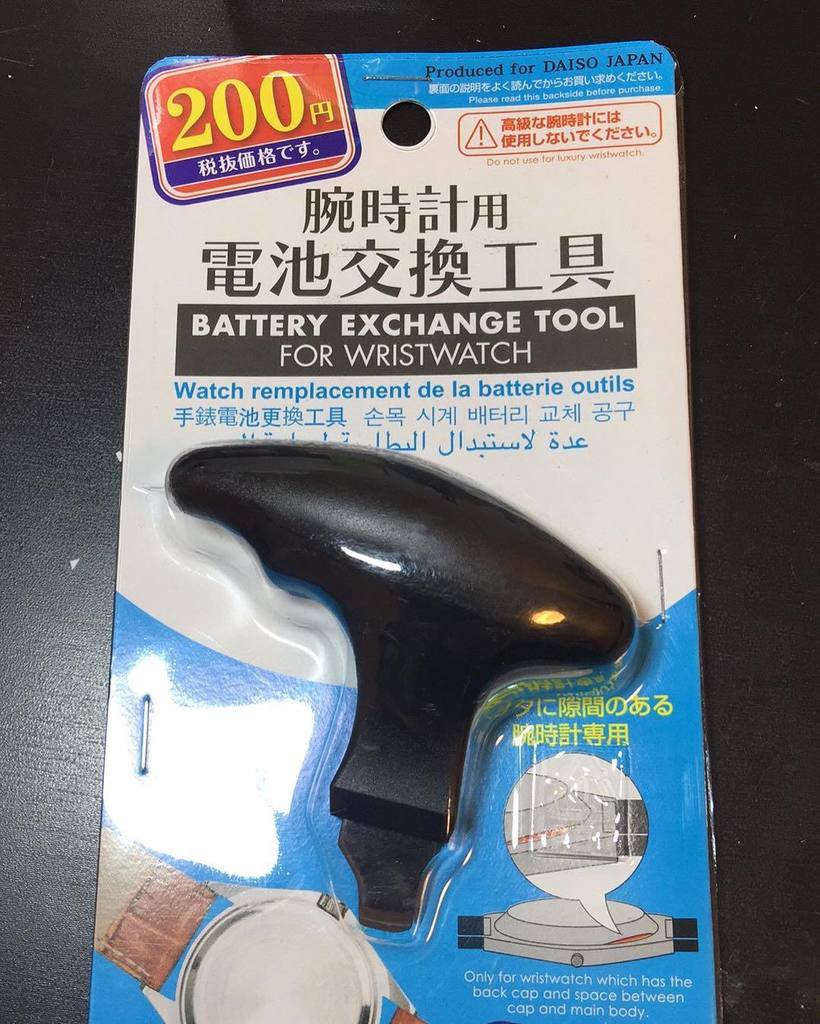 200円
税抜価格です。
Produced for DAISO JAPAN
裏面の説明をよく読んでからお買い求めください。
Please read this backside before purchase.
高級な腕時計には
使用しないでください。
Do not use for luxury wristwatch.
腕時計用
電池交換工具
BATTERY EXCHANGE TOOL
FOR WRISTWATCH
Watch remplacement de la batterie outils
手錶電池更換工具 손목 시계 배터리 교체 공구
عدة لاستبدال البطارية
タに隙間のある
腕時計専用
Only for wristwatch which has the
back cap and space between
cap and main body.